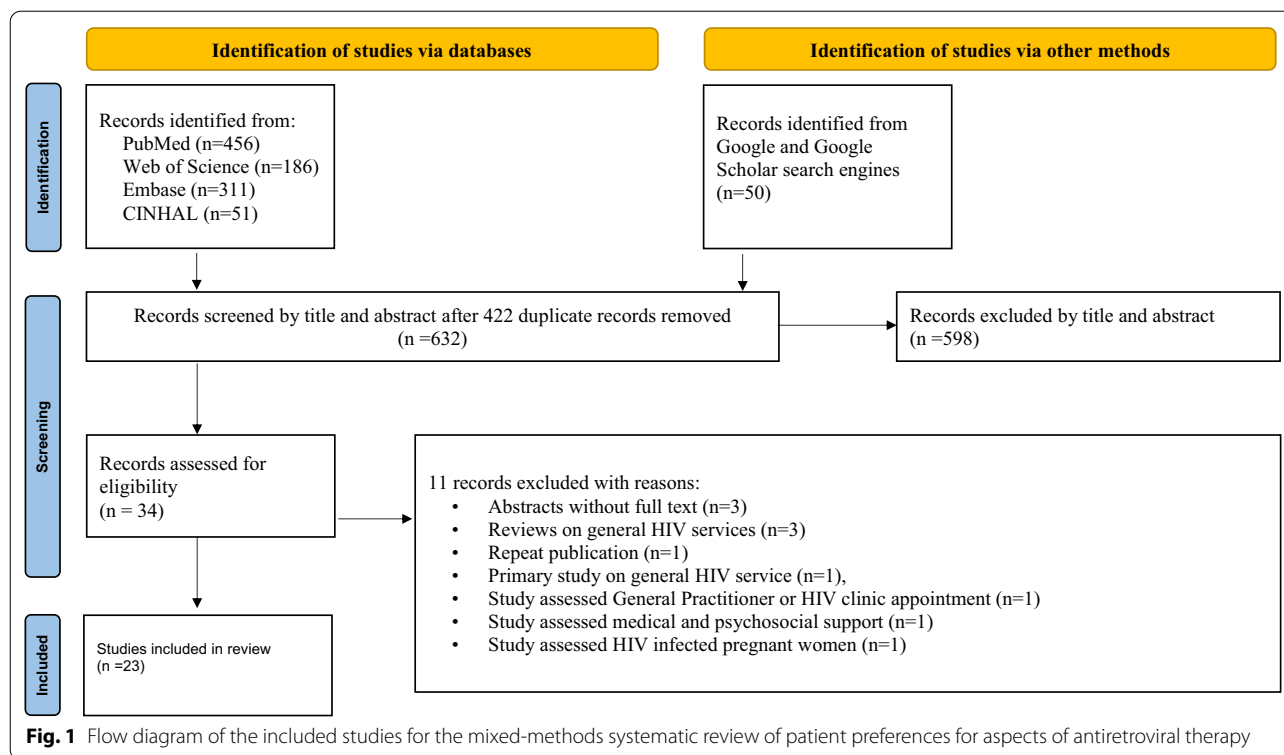 Identification of studies via databases
Identification of studies via other methods
Identification
Records identified from:
PubMed (n=456)
Web of Science (n=186)
Embase (n=311)
CINHAL (n=51)
Records identified from
Google and Google
Scholar search engines
(n=50)
Screening
Records screened by title and abstract after 422 duplicate records removed
(n =632)
Records excluded by title and abstract
(n =598)
Records assessed for
eligibility
(n = 34)
11 records excluded with reasons:
• Abstracts without full text (n=3)
• Reviews on general HIV services (n=3)
• Repeat publication (n=1)
• Primary study on general HIV service (n=1),
• Study assessed General Practitioner or HIV clinic appointment (n=1)
• Study assessed medical and psychosocial support (n=1)
• Study assessed HIV infected pregnant women (n=1)
Included
Studies included in review
(n =23)
Fig. 1 Flow diagram of the included studies for the mixed-methods systematic review of patient preferences for aspects of antiretroviral therapy